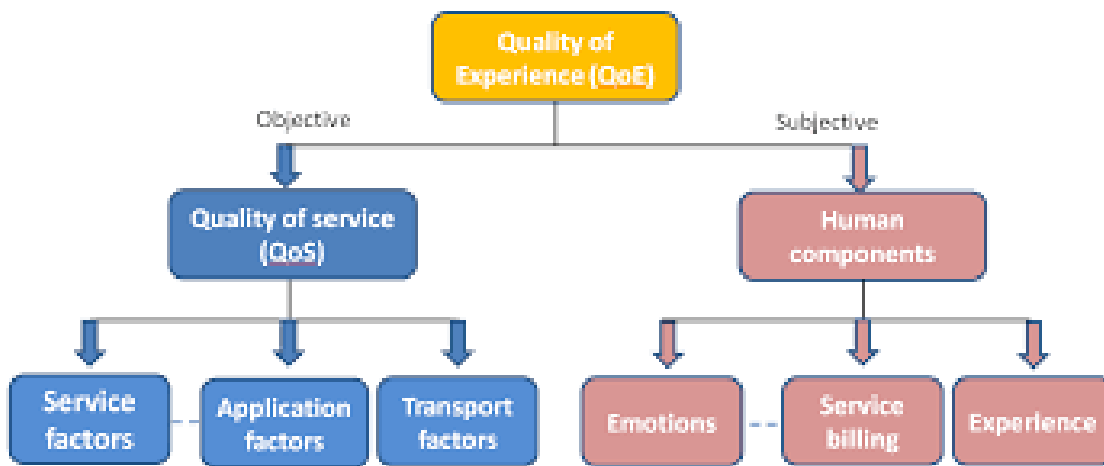 Quality of
Experience (QoE)
Objective
Subjective
Quality of service
(QoS)
Human
components
Service
factors
Application
factors
Transport
factors
Emotions
Service
billing
Experience